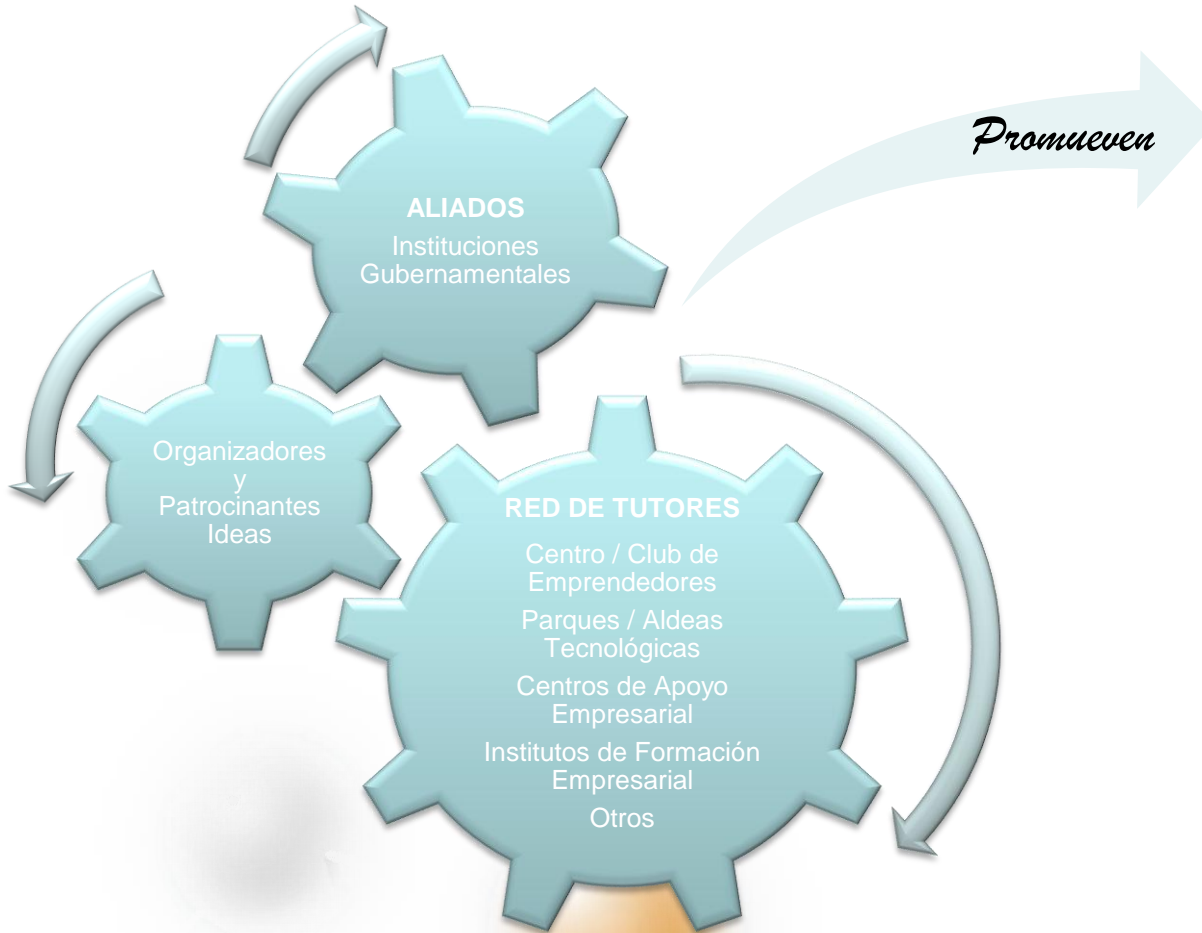 Promueven
ALIADOS
Instituciones
Gubernamentales
Organizadores
y
Patrocinantes
Ideas
RED DE TUTORES
Centro / Club de
Emprendedores
Parques / Aldeas
Tecnológicas
Centros de Apoyo
Empresarial
Institutos de Formación
Empresarial
Otros